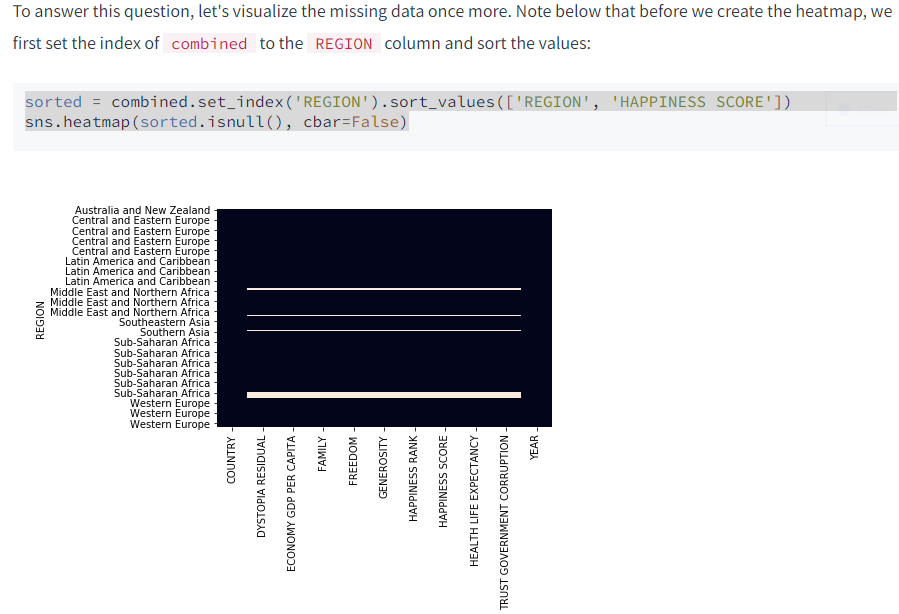 To answer this question, let's visualize the missing data once more. Note below that before we create the heatmap, we
first set the index of combined to the REGION column and sort the values:
sorted = combined.set_index('REGION').sort_values(['REGION', 'HAPPINESS SCORE'])
sns.heatmap(sorted.isnull(), cbar=False)
Australia and New Zealand
Central and Eastern Europe
Central and Eastern Europe
Central and Eastern Europe
Central and Eastern Europe
Latin America and Caribbean
Latin America and Caribbean
Latin America and Caribbean
Middle East and Northern Africa
Middle East and Northern Africa
Middle East and Northern Africa
Southeastern Asia
Southern Asia
Sub-Saharan Africa
Sub-Saharan Africa
Sub-Saharan Africa
Sub-Saharan Africa
Sub-Saharan Africa
Sub-Saharan Africa
Western Europe
Western Europe
Western Europe
REGION
COUNTRY
DYSTOPIA RESIDUAL
ECONOMY GDP PER CAPITA
FAMILY
FREEDOM
GENEROSITY
HAPPINESS RANK
HAPPINESS SCORE
HEALTH LIFE EXPECTANCY
TRUST GOVERNMENT CORRUPTION
YEAR